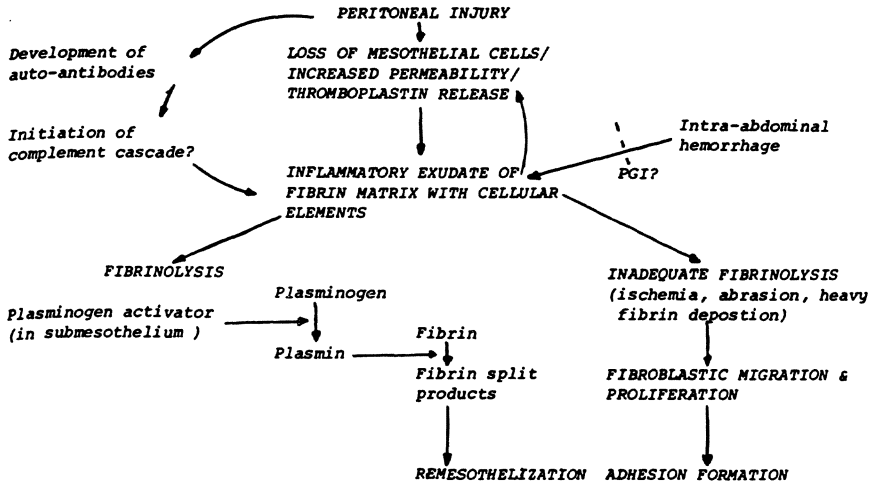 PERITONEAL INJURY
Development of
auto-antibodies
LOSS OF MESOTHELIAL CELLS/
INCREASED PERMEABILITY/
THROMBOPLASTIN RELEASE
Initiation of
complement cascade?
Intra-abdominal
hemorrhage
PGI?
INFLAMMATORY EXUDATE OF
FIBRIN MATRIX WITH CELLULAR
ELEMENTS
FIBRINOLYSIS
INADEQUATE FIBRINOLYSIS
(ischemia, abrasion, heavy
fibrin depostion)
Plasminogen activator
(in submesothelium )
Plasminogen
Plasmin
Fibrin
Fibrin split
products
FIBROBLASTIC MIGRATION &
PROLIFERATION
REMESOTHELIZATION
ADHESION FORMATION